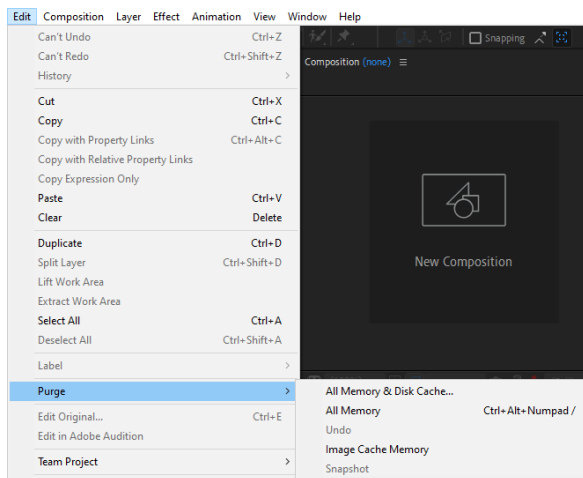 Edit Composition Layer Effect Animation View Window Help
Can't Undo Ctrl+Z
Can't Redo Ctrl+Shift+Z
History
Cut Ctrl+X
Copy Ctrl+C
Copy with Property Links Ctrl+Alt+C
Copy with Relative Property Links
Copy Expression Only
Paste Ctrl+V
Clear Delete
Duplicate Ctrl+D
Split Layer Ctrl+Shift+D
Lift Work Area
Extract Work Area
Select All Ctrl+A
Deselect All Ctrl+Shift+A
Label
Purge
Edit Original... Ctrl+E
Edit in Adobe Audition
Team Project
Snapping
Composition (none)
New Composition
All Memory & Disk Cache...
All Memory Ctrl+Alt+Numpad /
Undo
Image Cache Memory
Snapshot